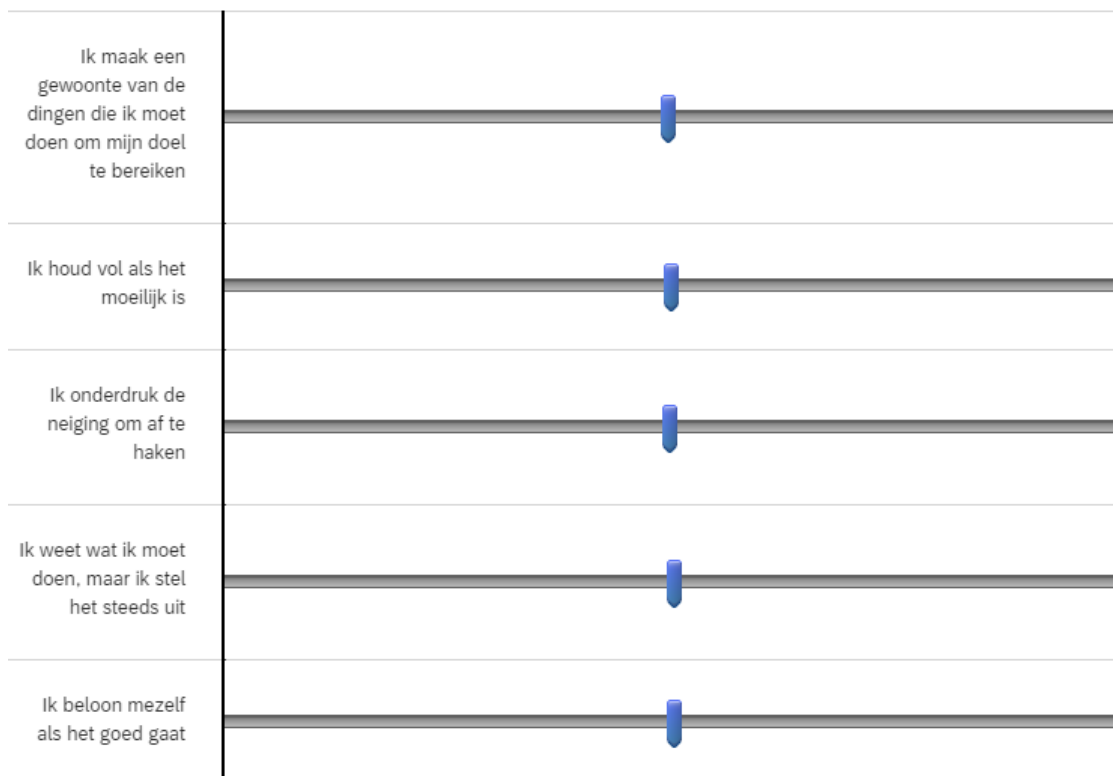 Ik maak een
gewoonte van de
dingen die ik moet
doen om mijn doel
te bereiken
Ik houd vol als het
moeilijk is
Ik onderdruk de
neiging om af te
haken
Ik weet wat ik moet
doen, maar ik stel
het steeds uit
Ik beloon mezelf
als het goed gaat